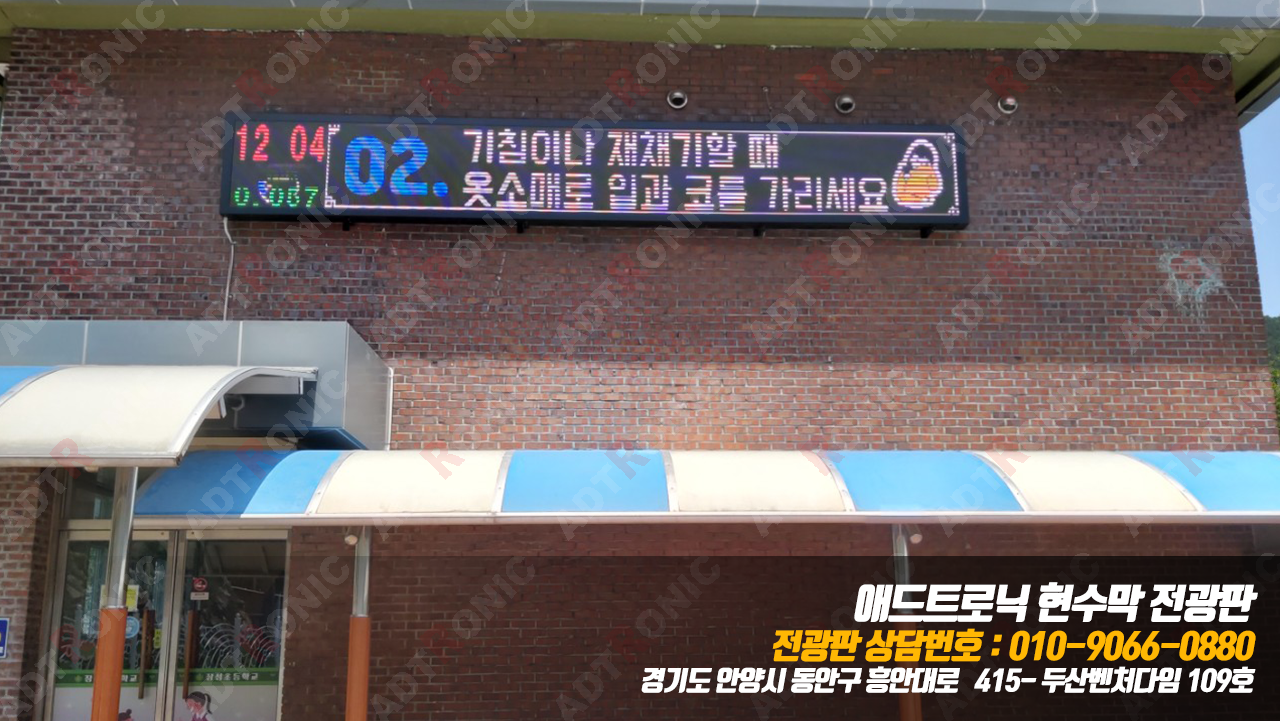 12 04
02.
기침이나 재채기할 때
옷소매로 입과 코를 가리세요
애드트로닉 현수막 전광판
전광판 상담번호 : 010-9066-0880
경기도 안양시 동안구 흥안대로 415- 두산벤처다임 109호
ADTRONIC